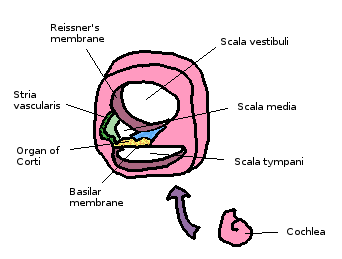 Reissner's
membrane
Scala vestibuli
Stria
vascularis
Scala media
Organ of
Corti
Scala tympani
Basilar
membrane
Cochlea